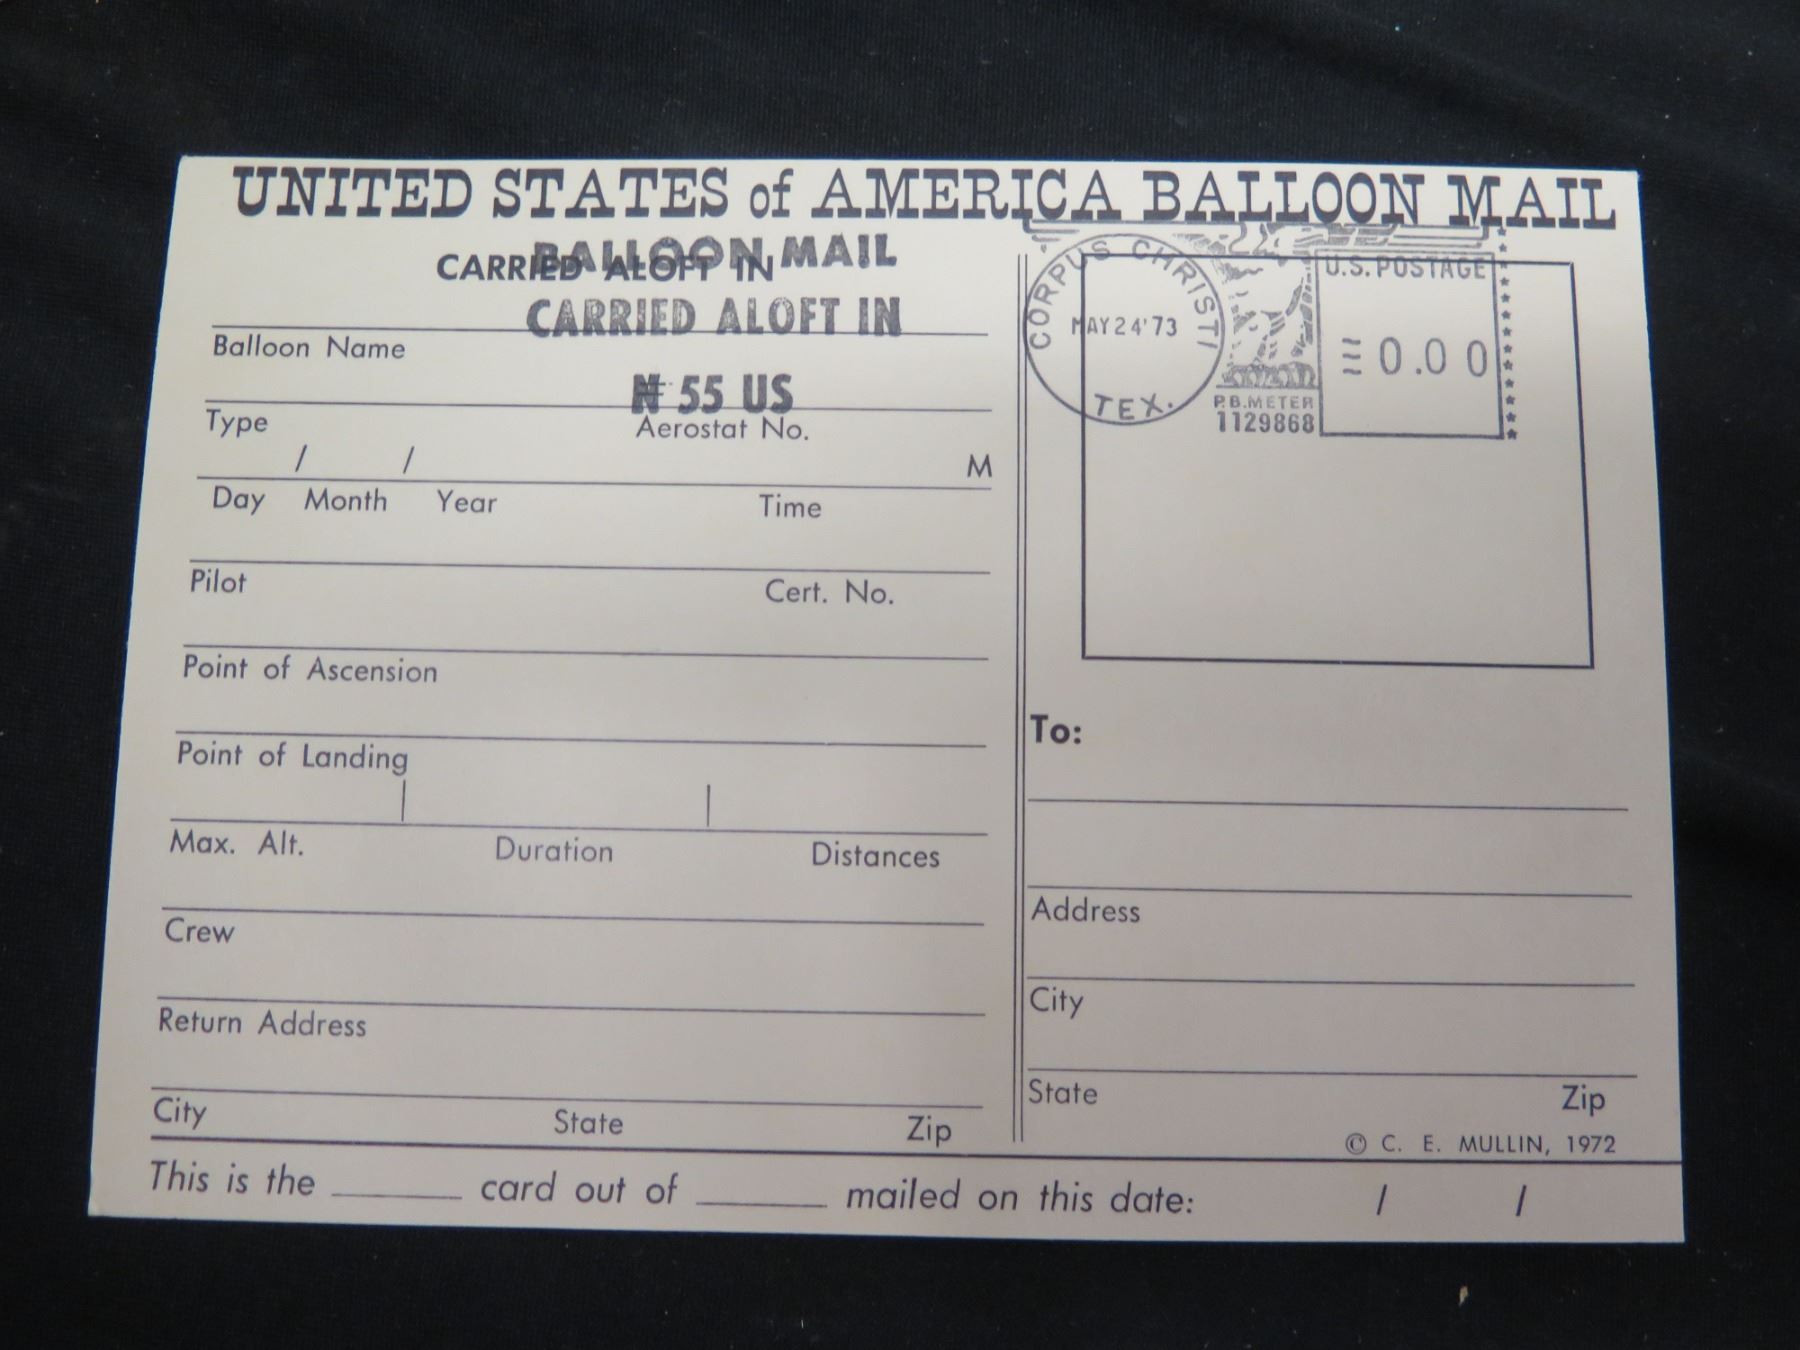 UNITED STATES of AMERICA BALLOON MAIL
BALLOON MAIL
CARRIED ALOFT IN
CARRIED ALOFT IN
Balloon Name
N 55 US
Type Aerostat No.
/ / M
Day Month Year Time
Pilot Cert. No.
Point of Ascension
Point of Landing
Max. Alt. Duration Distances
Crew
Return Address
City State Zip
CORPUS CHRISTI
MAY 24 '73
TEX.
P.B. METER
1129868
U.S. POSTAGE
0.00
To:
Address
City
State Zip
© C. E. MULLIN, 1972
This is the ______ card out of ______ mailed on this date: / /